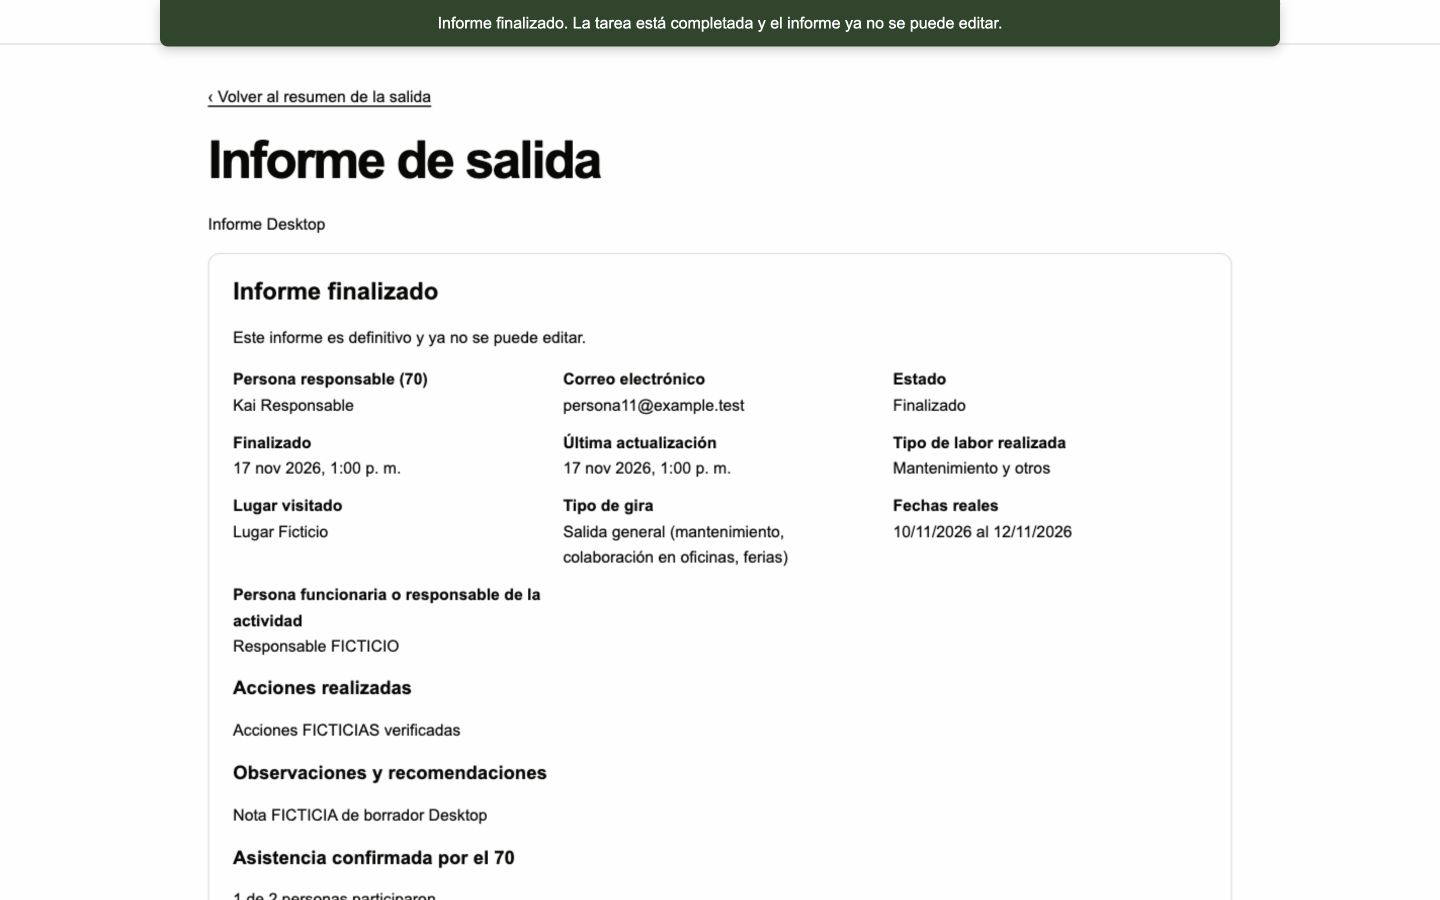 Informe finalizado. La tarea está completada y el informe ya no se puede editar.
‹ Volver al resumen de la salida
Informe de salida
Informe Desktop
Informe finalizado
Este informe es definitivo y ya no se puede editar.
Persona responsable (70)
Kai Responsable
Correo electrónico
persona11@example.test
Estado
Finalizado
Finalizado
17 nov 2026, 1:00 p. m.
Última actualización
17 nov 2026, 1:00 p. m.
Tipo de labor realizada
Mantenimiento y otros
Lugar visitado
Lugar Ficticio
Tipo de gira
Salida general (mantenimiento,
colaboración en oficinas, ferias)
Fechas reales
10/11/2026 al 12/11/2026
Persona funcionaria o responsable de la
actividad
Responsable FICTICIO
Acciones realizadas
Acciones FICTICIAS verificadas
Observaciones y recomendaciones
Nota FICTICIA de borrador Desktop
Asistencia confirmada por el 70
1 de 2 personas participaron